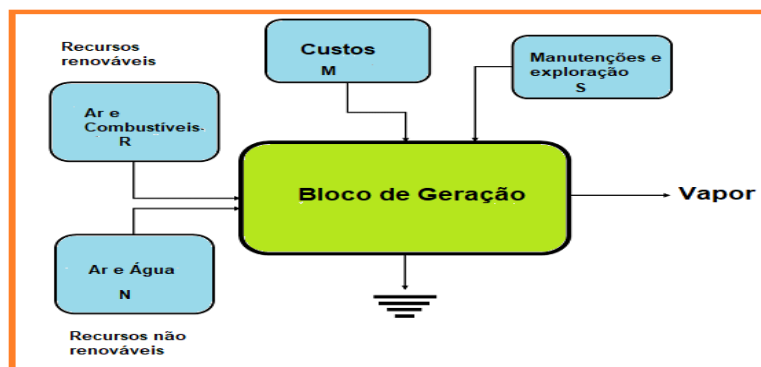 Recursos
renováveis
Custos
M
Manutenções e
exploração
S
Ar e
Combustíveis
R
Bloco de Geração
Vapor
Ar e Água
N
Recursos não
renováveis